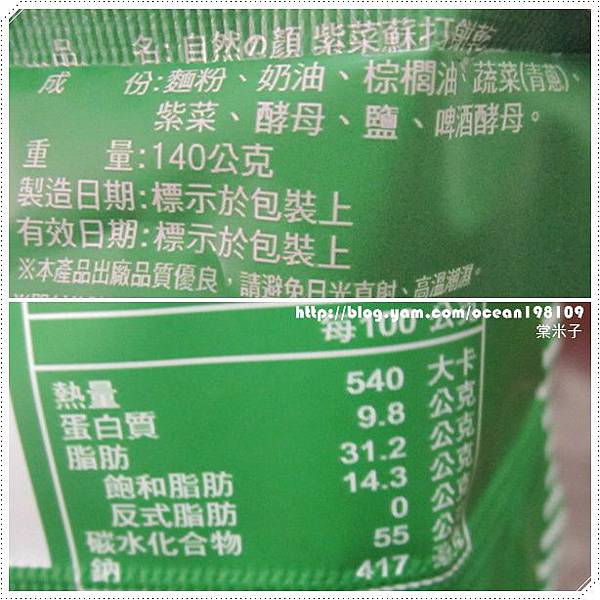 品 名:自然の顏 紫菜蘇打餅乾
成 份:麵粉、奶油、棕櫚油、蔬菜(青蔥)、
紫菜、酵母、鹽、啤酒酵母。
重 量:140公克
製造日期:標示於包裝上
有效日期:標示於包裝上
※本產品出廠品質優良,請避免日光直射、高溫潮濕。
http://blog.yam.com/ocean198109
棠米子
每100 公克
熱量 540 大卡
蛋白質 9.8 公克
脂肪 31.2 公克
飽和脂肪 14.3 公克
反式脂肪 0 公克
碳水化合物 55 公克
鈉 417 毫克